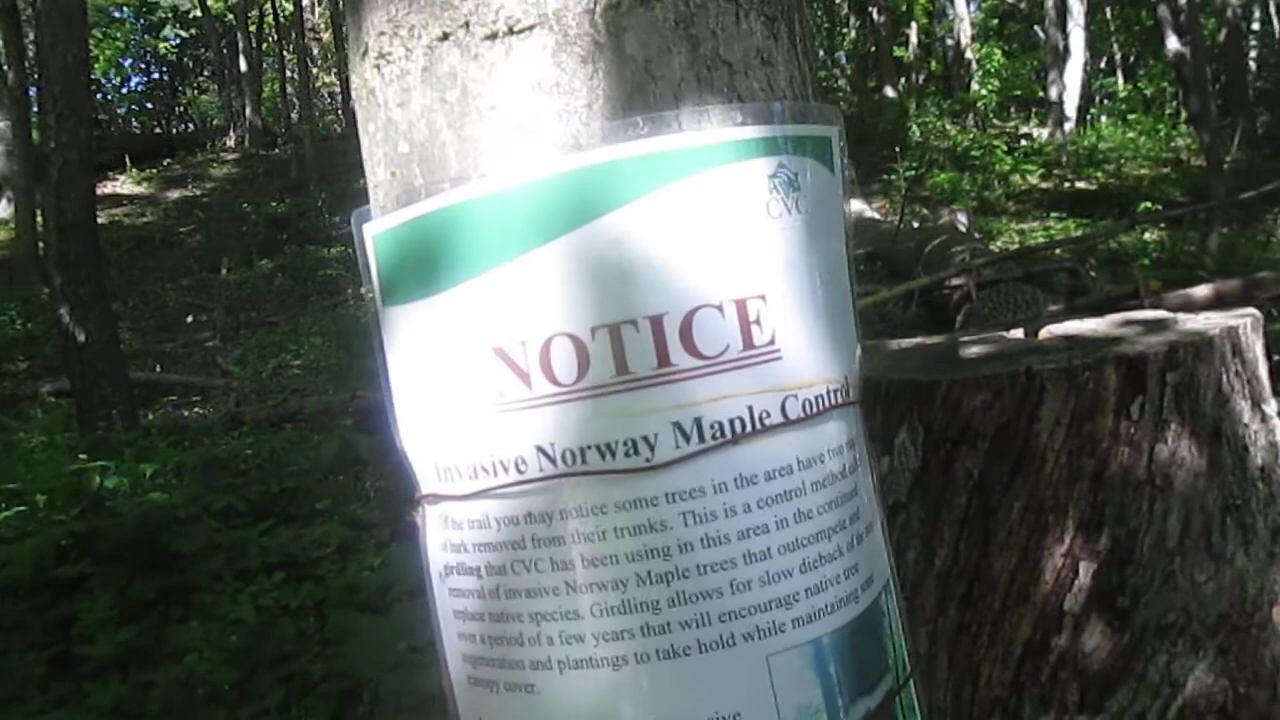 CVC
NOTICE
Invasive Norway Maple Control
the trail you may notice some trees in the area have two
bark removed from their trunks. This is a control method
girdling that CVC has been using in this area in the continued
removal of invasive Norway Maple trees that outcompete and
replace native species. Girdling allows for slow dieback of the
over a period of a few years that will encourage native tree
regeneration and plantings to take hold while maintaining some
canopy cover.